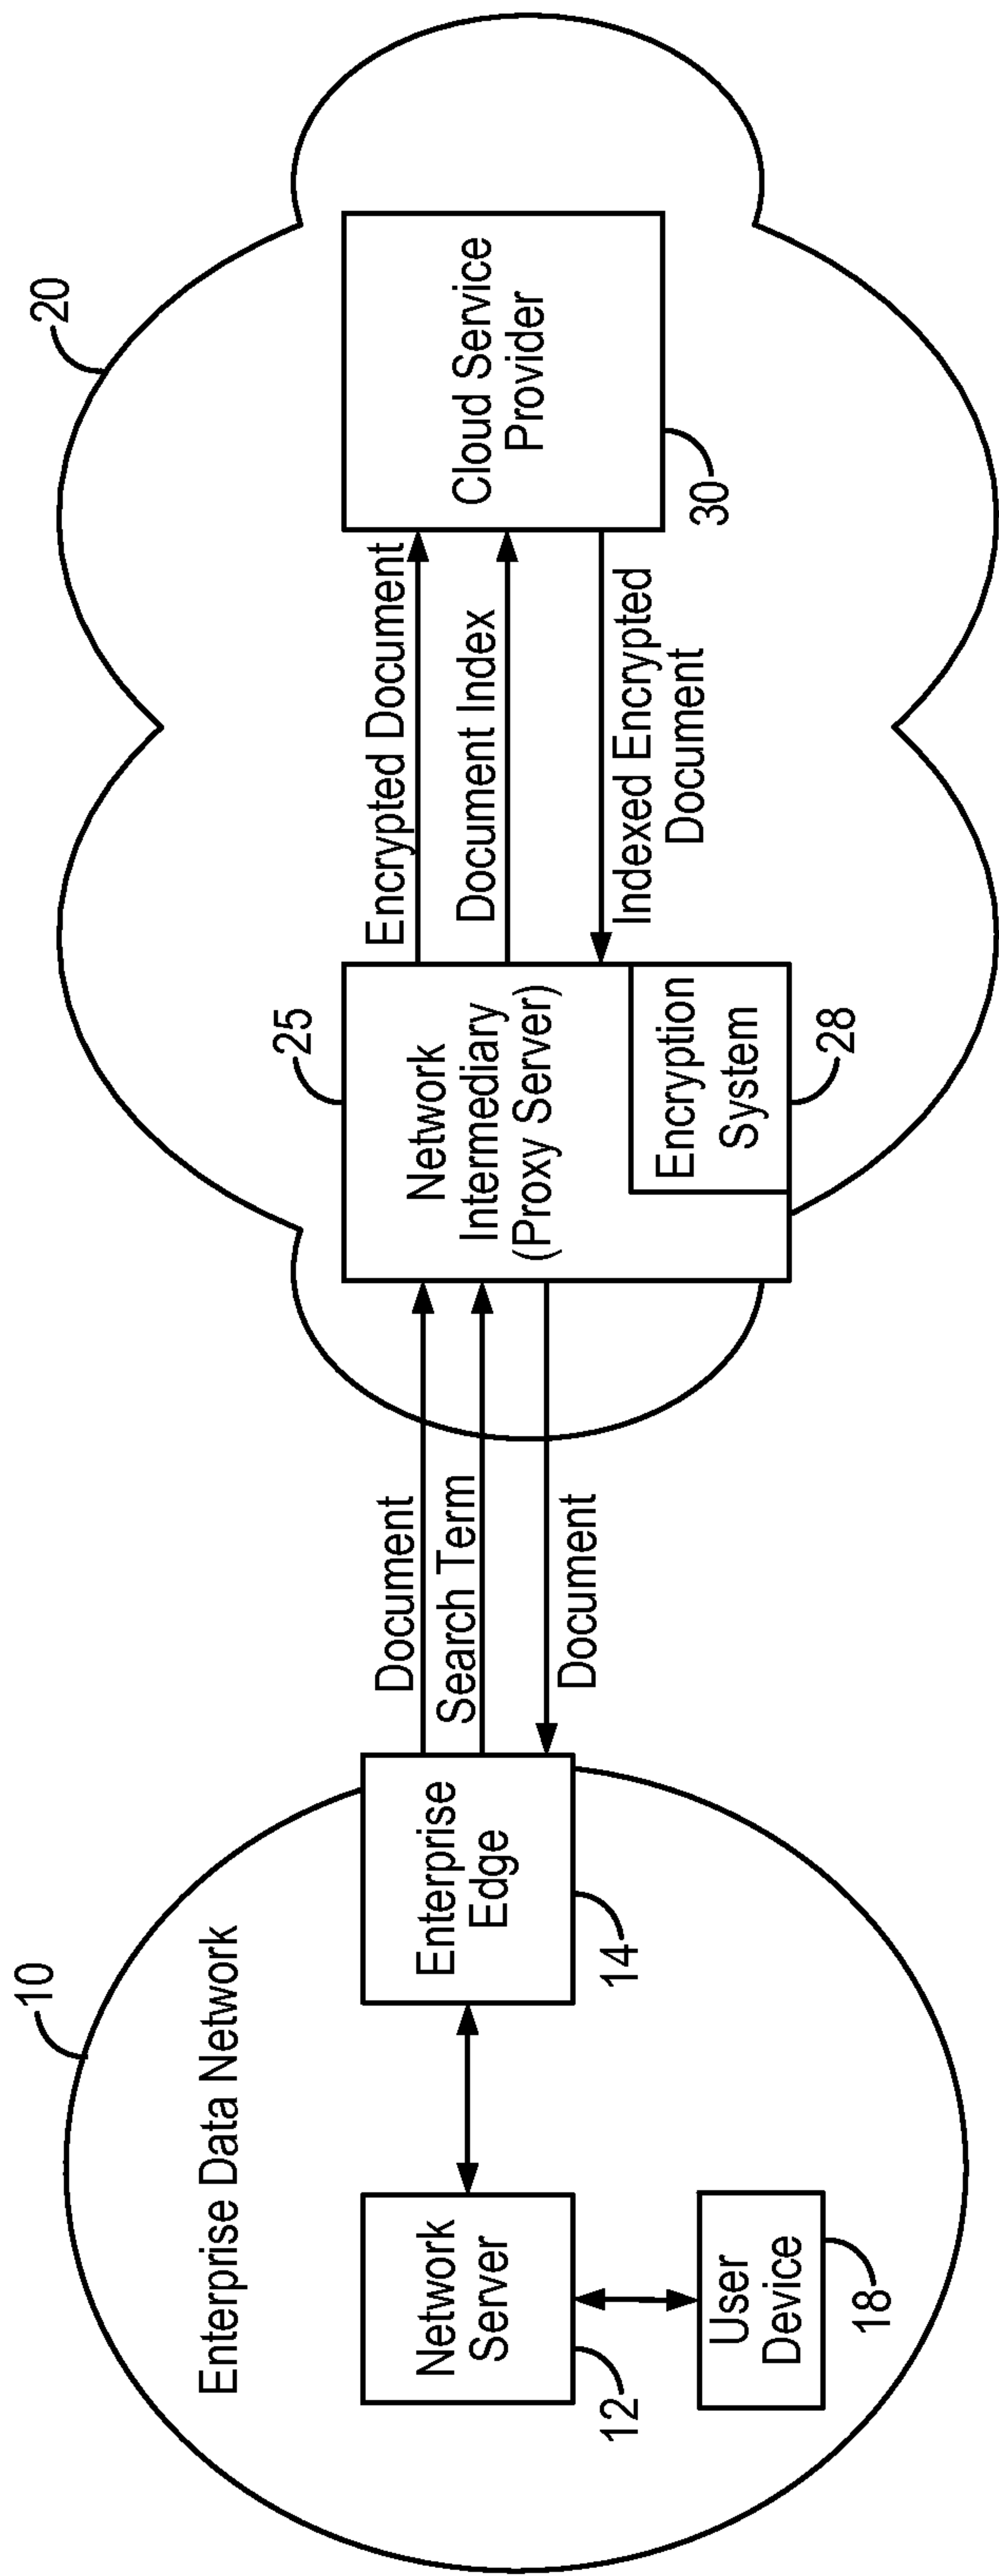 10
Enterprise Data Network
Network
Server
12
User
Device
18
Enterprise
Edge
14
Document
Search Term
Document
20
25
Network
Intermediary
(Proxy Server)
Encryption
System
28
Encrypted Document
Document Index
Indexed Encrypted
Document
Cloud Service
Provider
30